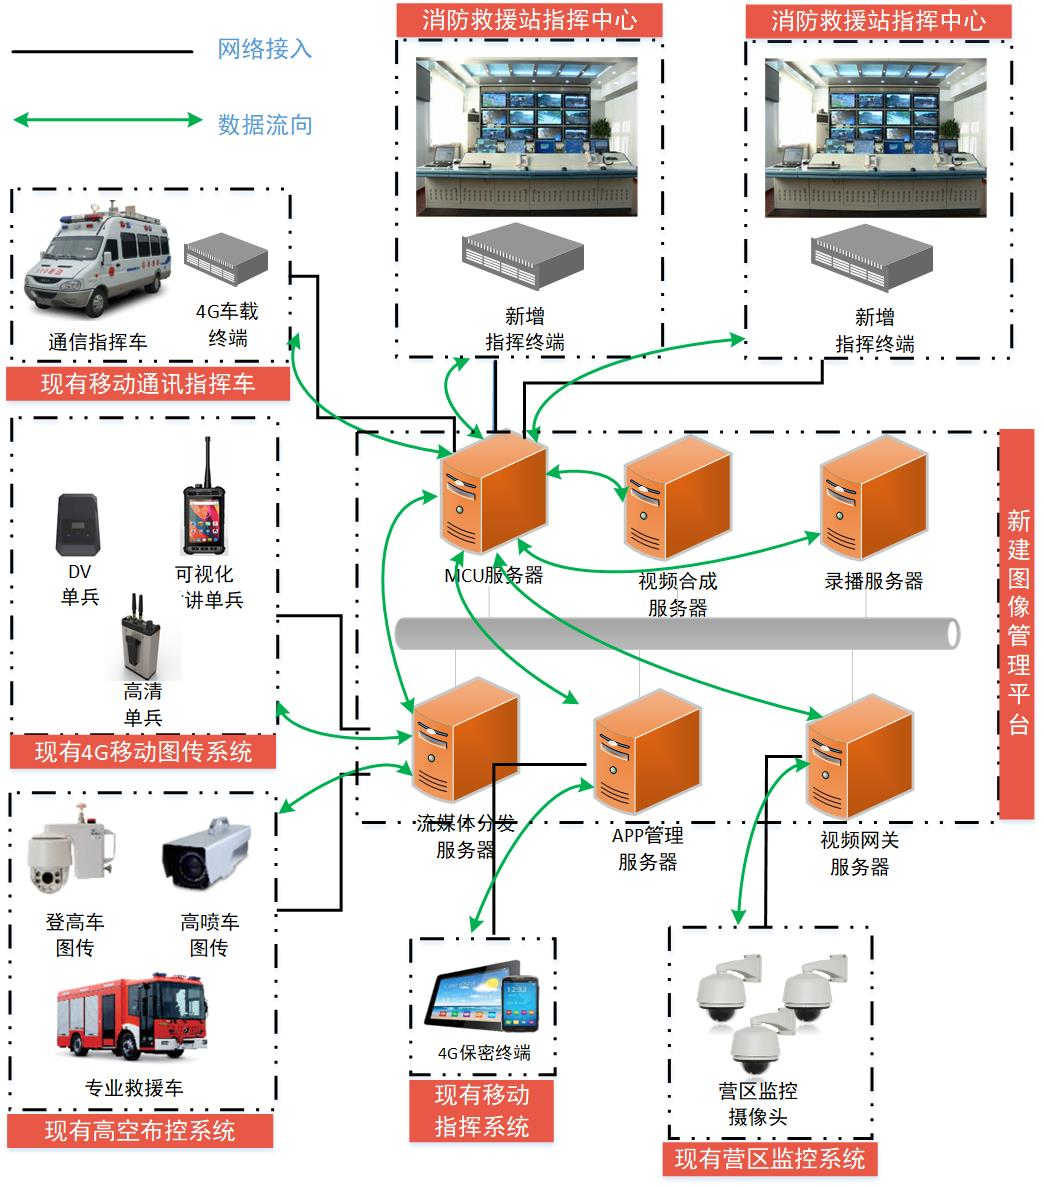 网络接入
数据流向
消防救援站指挥中心
新增
指挥终端
消防救援站指挥中心
新增
指挥终端
通信指挥车
4G车载
终端
现有移动通讯指挥车
DV
单兵
可视化
讲单兵
高清
单兵
现有4G移动图传系统
登高车
图传
高喷车
图传
专业救援车
现有高空布控系统
MCU服务器
视频合成
服务器
录播服务器
流媒体分发
服务器
APP管理
服务器
视频网关
服务器
新建图像管理平台
4G保密终端
现有移动
指挥系统
营区监控
摄像头
现有营区监控系统